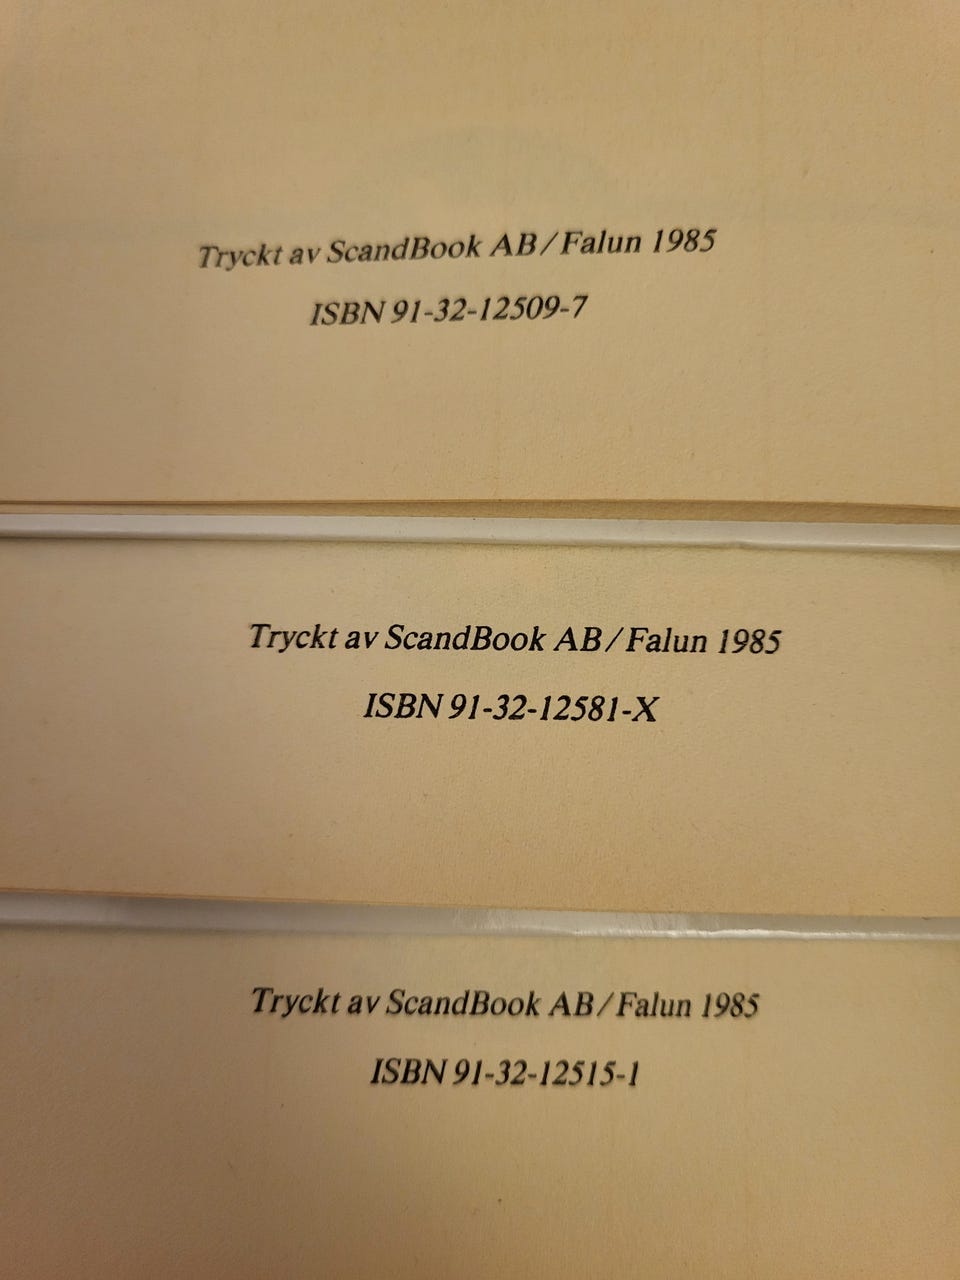 Tryckt av ScandBook AB/Falun 1985
ISBN 91-32-12509-7
Tryckt av ScandBook AB/Falun 1985
ISBN 91-32-12581-X
Tryckt av ScandBook AB/Falun 1985
ISBN 91-32-12515-1